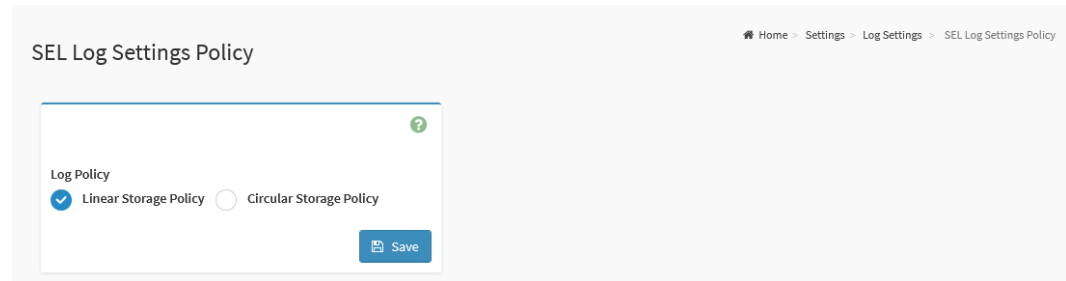 Home > Settings > Log Settings > SEL Log Settings Policy
SEL Log Settings Policy
?
Log Policy
Linear Storage Policy Circular Storage Policy
Save